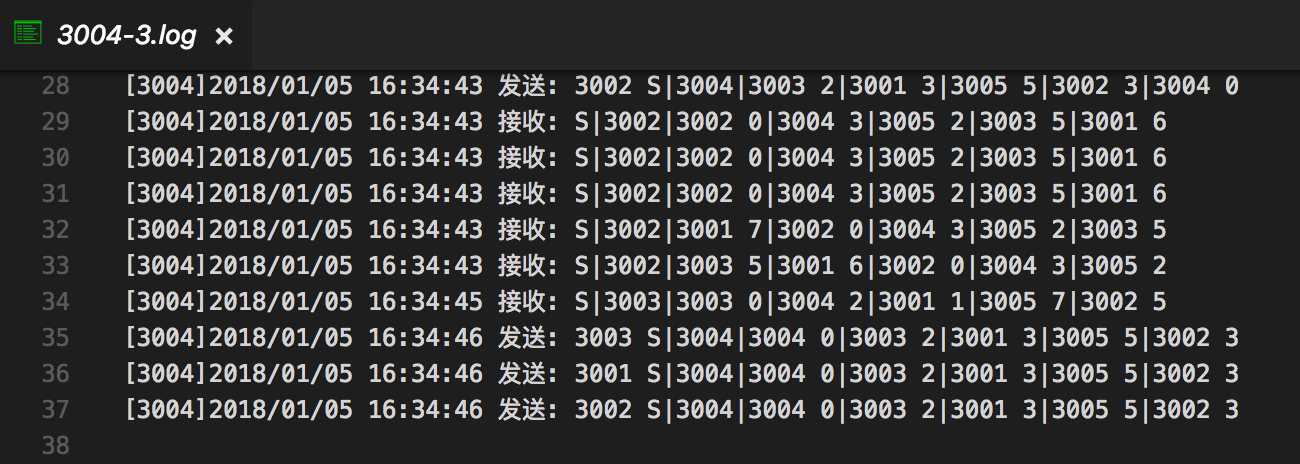 3004-3.log ×
28 [3004]2018/01/05 16:34:43 发送: 3002 S|3004|3003 2|3001 3|3005 5|3002 3|3004 0
29 [3004]2018/01/05 16:34:43 接收: S|3002|3002 0|3004 3|3005 2|3003 5|3001 6
30 [3004]2018/01/05 16:34:43 接收: S|3002|3002 0|3004 3|3005 2|3003 5|3001 6
31 [3004]2018/01/05 16:34:43 接收: S|3002|3002 0|3004 3|3005 2|3003 5|3001 6
32 [3004]2018/01/05 16:34:43 接收: S|3002|3001 7|3002 0|3004 3|3005 2|3003 5
33 [3004]2018/01/05 16:34:43 接收: S|3002|3003 5|3001 6|3002 0|3004 3|3005 2
34 [3004]2018/01/05 16:34:45 接收: S|3003|3003 0|3004 2|3001 1|3005 7|3002 5
35 [3004]2018/01/05 16:34:46 发送: 3003 S|3004|3004 0|3003 2|3001 3|3005 5|3002 3
36 [3004]2018/01/05 16:34:46 发送: 3001 S|3004|3004 0|3003 2|3001 3|3005 5|3002 3
37 [3004]2018/01/05 16:34:46 发送: 3002 S|3004|3004 0|3003 2|3001 3|3005 5|3002 3
38